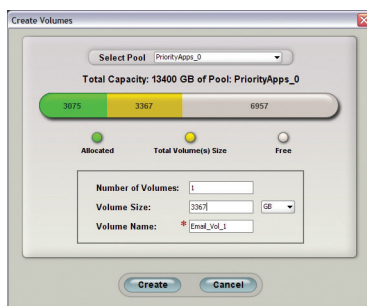 Create Volumes
Select Pool PriorityApps_0
Total Capacity: 13400 GB of Pool: PriorityApps_0
3075 3367 6957
Allocated Total Volume(s) Size Free
Number of Volumes: 1
Volume Size: 3367 GB
Volume Name: * Email_Vol_1
Create Cancel